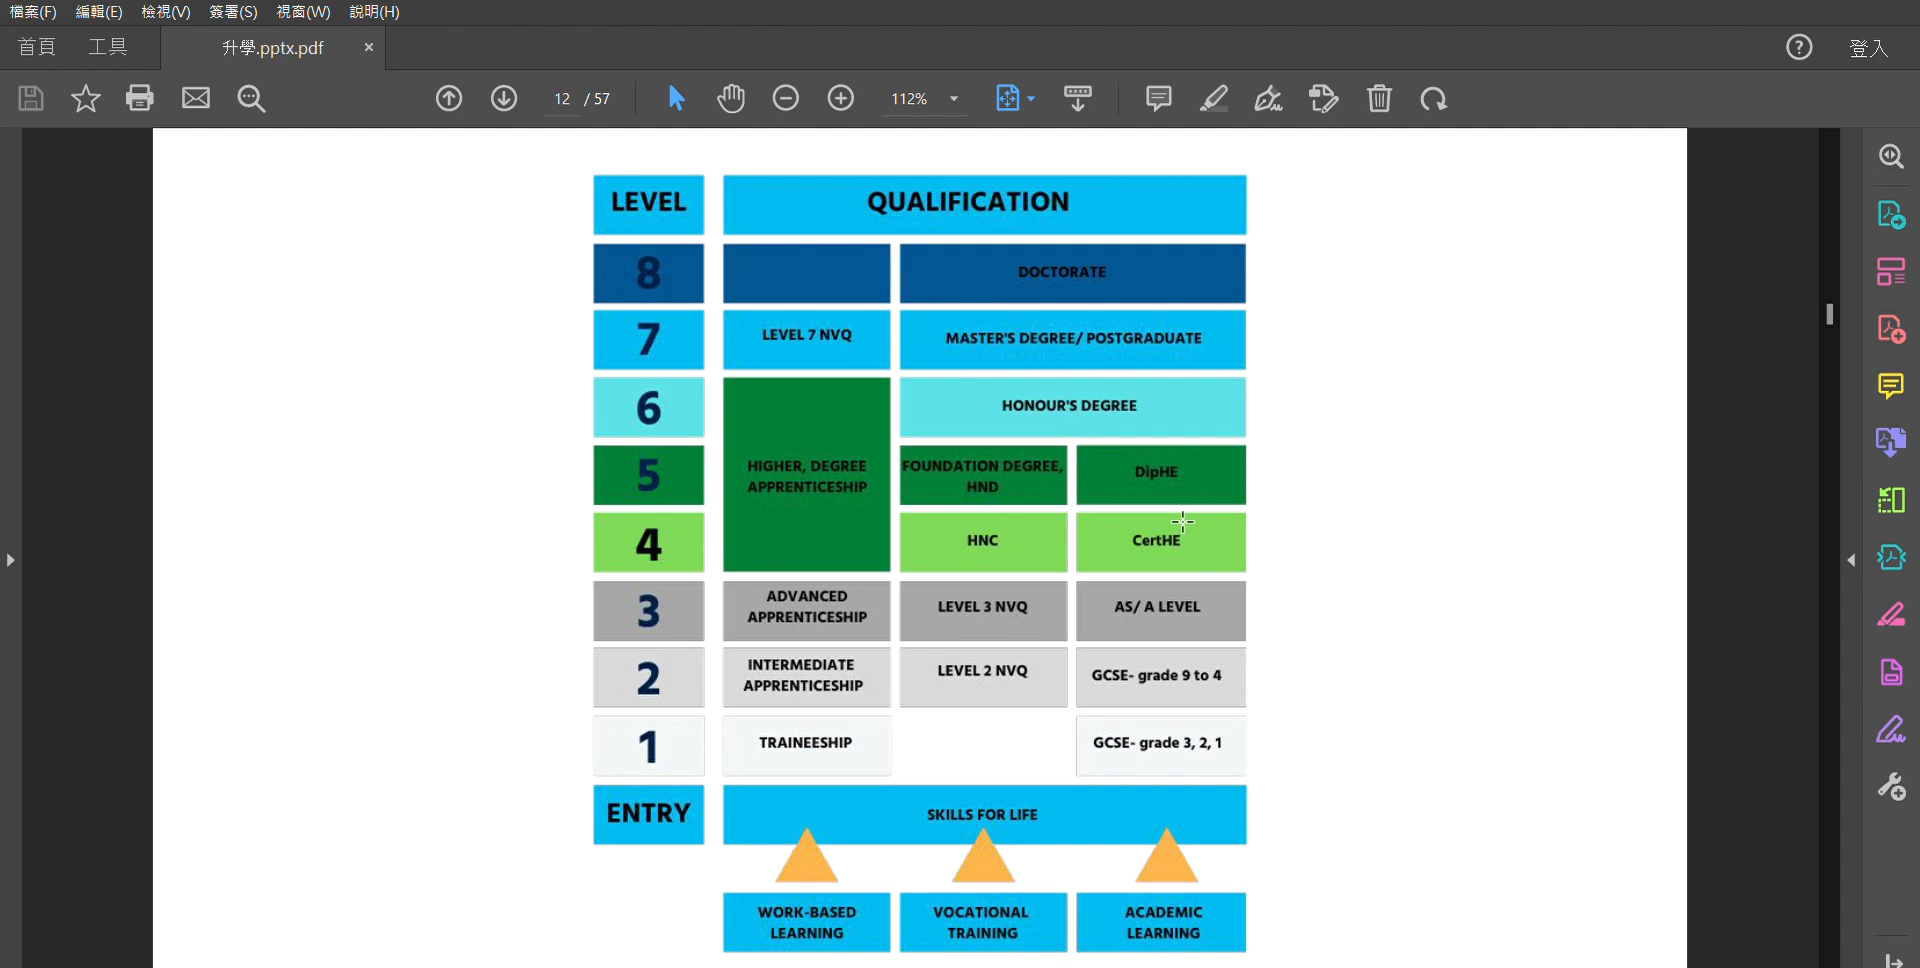 檔案(F) 編輯(E) 檢視(V) 簽署(S) 視窗(W) 說明(H)
首頁 工具 升學.pptx.pdf × ? 登入
12 / 57 112%
LEVEL QUALIFICATION
8 DOCTORATE
7 LEVEL 7 NVQ MASTER'S DEGREE/ POSTGRADUATE
6 HONOUR'S DEGREE
5 HIGHER, DEGREE APPRENTICESHIP FOUNDATION DEGREE, HND DipHE
4 HNC CertHE
3 ADVANCED APPRENTICESHIP LEVEL 3 NVQ AS/ A LEVEL
2 INTERMEDIATE APPRENTICESHIP LEVEL 2 NVQ GCSE- grade 9 to 4
1 TRAINEESHIP GCSE- grade 3, 2, 1
ENTRY SKILLS FOR LIFE
WORK-BASED LEARNING VOCATIONAL TRAINING ACADEMIC LEARNING